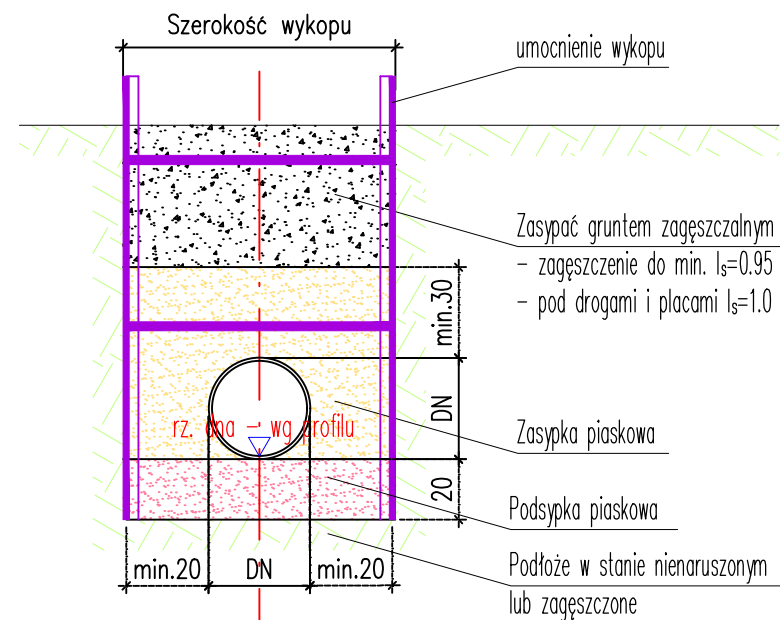 Szerokość wykopu
umocnienie wykopu
Zasypać gruntem zagęszczalnym
- zagęszczenie do min. Is=0.95
- pod drogami i placami Is=1.0
min.30
DN
rz. dna - wg profilu
Zasypka piaskowa
20
Podsypka piaskowa
min.20
DN
min.20
Podłoże w stanie nienaruszonym
lub zagęszczone